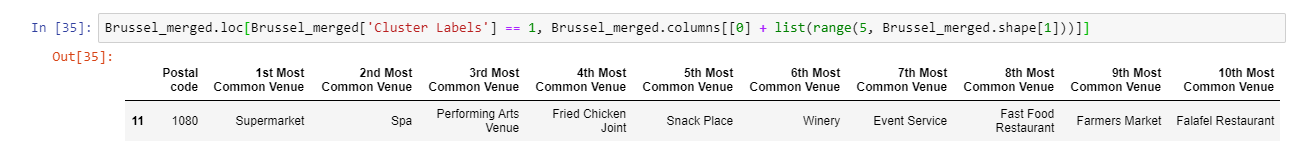 In [35]: Brussel_merged.loc[Brussel_merged['Cluster Labels'] == 1, Brussel_merged.columns[[0] + list(range(5, Brussel_merged.shape[1]))]]
Out[35]:
Postal code 1st Most Common Venue 2nd Most Common Venue 3rd Most Common Venue 4th Most Common Venue 5th Most Common Venue 6th Most Common Venue 7th Most Common Venue 8th Most Common Venue 9th Most Common Venue 10th Most Common Venue
11 1080 Supermarket Spa Performing Arts Venue Fried Chicken Joint Snack Place Winery Event Service Fast Food Restaurant Farmers Market Falafel Restaurant